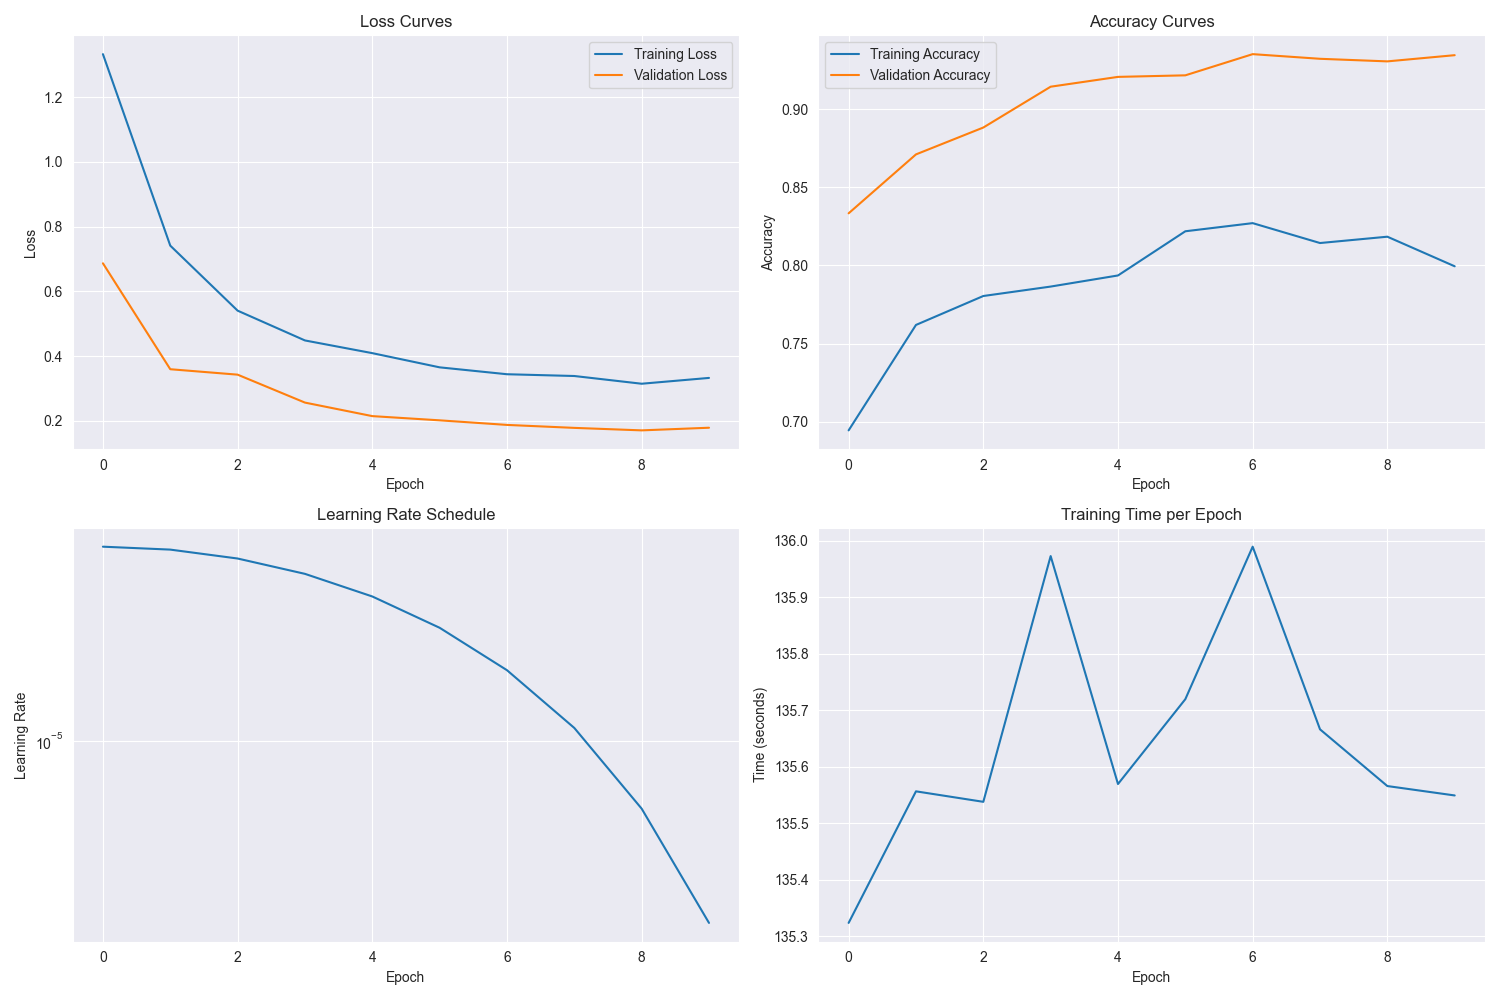 Loss Curves
Training Loss
Validation Loss
1.2
1.0
0.8
0.6
0.4
0.2
Loss
0 2 4 6 8
Epoch
Accuracy Curves
Training Accuracy
Validation Accuracy
0.90
0.85
0.80
0.75
0.70
Accuracy
0 2 4 6 8
Epoch
Learning Rate Schedule
10⁻⁵
Learning Rate
0 2 4 6 8
Epoch
Training Time per Epoch
136.0
135.9
135.8
135.7
135.6
135.5
135.4
135.3
Time (seconds)
0 2 4 6 8
Epoch